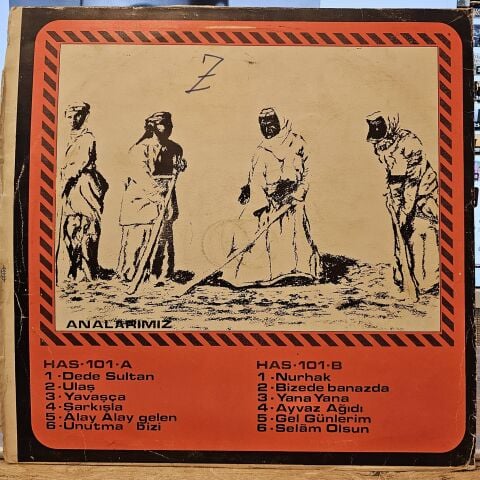 Z
ANALARIMIZ
HAS·101·A
1·Dede Sultan
2·Ulaş
3·Yavaşça
4·Şarkışla
5·Alay Alay gelen
6·Unutma bizi
HAS·101·B
1·Nurhak
2·Bizede banazda
3·Yana Yana
4·Ayvaz Ağıdı
5·Gel Günlerim
6·Selâm Olsun